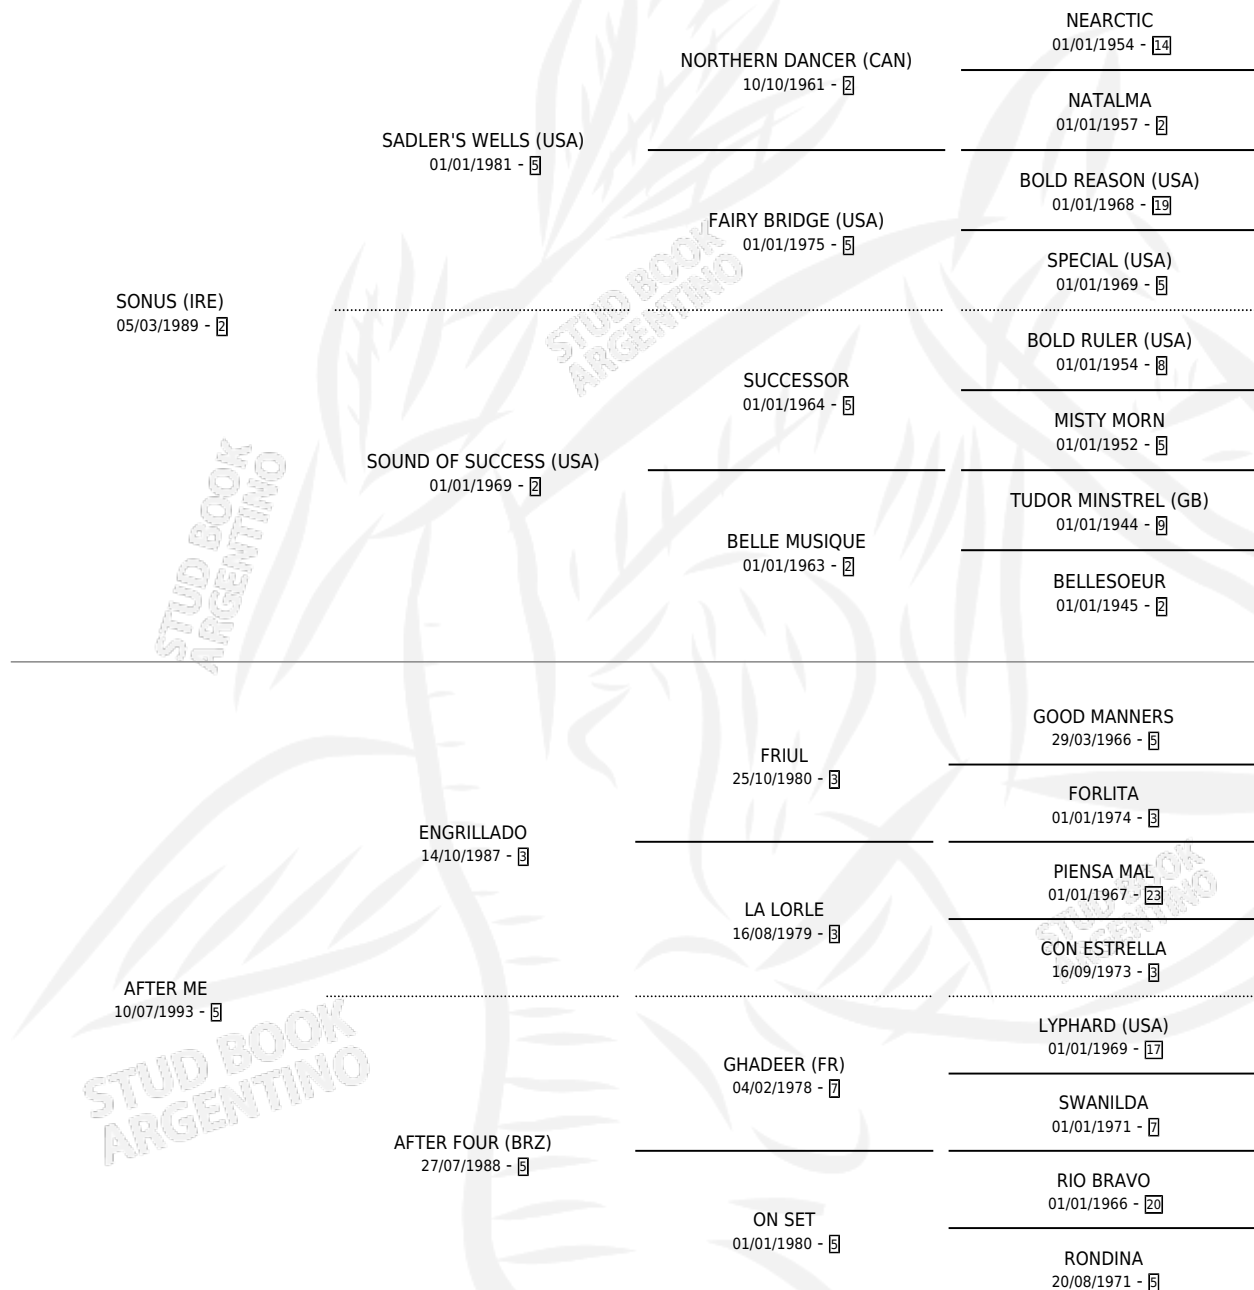 NEARCTIC
01/01/1954 - 14
NORTHERN DANCER (CAN)
10/10/1961 - 2
NATALMA
01/01/1957 - 2
SADLER'S WELLS (USA)
01/01/1981 - 5
BOLD REASON (USA)
01/01/1968 - 19
FAIRY BRIDGE (USA)
01/01/1975 - 5
SPECIAL (USA)
01/01/1969 - 5
SONUS (IRE)
05/03/1989 - 2
STUD BOOK
ARGENTINO
BOLD RULER (USA)
01/01/1954 - 8
SUCCESSOR
01/01/1964 - 5
MISTY MORN
01/01/1952 - 5
SOUND OF SUCCESS (USA)
01/01/1969 - 2
TUDOR MINSTREL (GB)
01/01/1944 - 9
BELLE MUSIQUE
01/01/1963 - 2
BELLESOEUR
01/01/1945 - 2
STUD BOOK
ARGENTINO
GOOD MANNERS
29/03/1966 - 5
FRIUL
25/10/1980 - 3
FORLITA
01/01/1974 - 3
ENGRILLADO
14/10/1987 - 3
PIENSA MAL
01/01/1967 - 23
LA LORLE
16/08/1979 - 3
STUD BOOK
ARGENTINO
CON ESTRELLA
16/09/1973 - 3
AFTER ME
10/07/1993 - 5
LYPHARD (USA)
01/01/1969 - 17
GHADEER (FR)
04/02/1978 - 7
SWANILDA
01/01/1971 - 7
STUD BOOK
ARGENTINO
AFTER FOUR (BRZ)
27/07/1988 - 5
RIO BRAVO
01/01/1966 - 20
ON SET
01/01/1980 - 5
RONDINA
20/08/1971 - 5